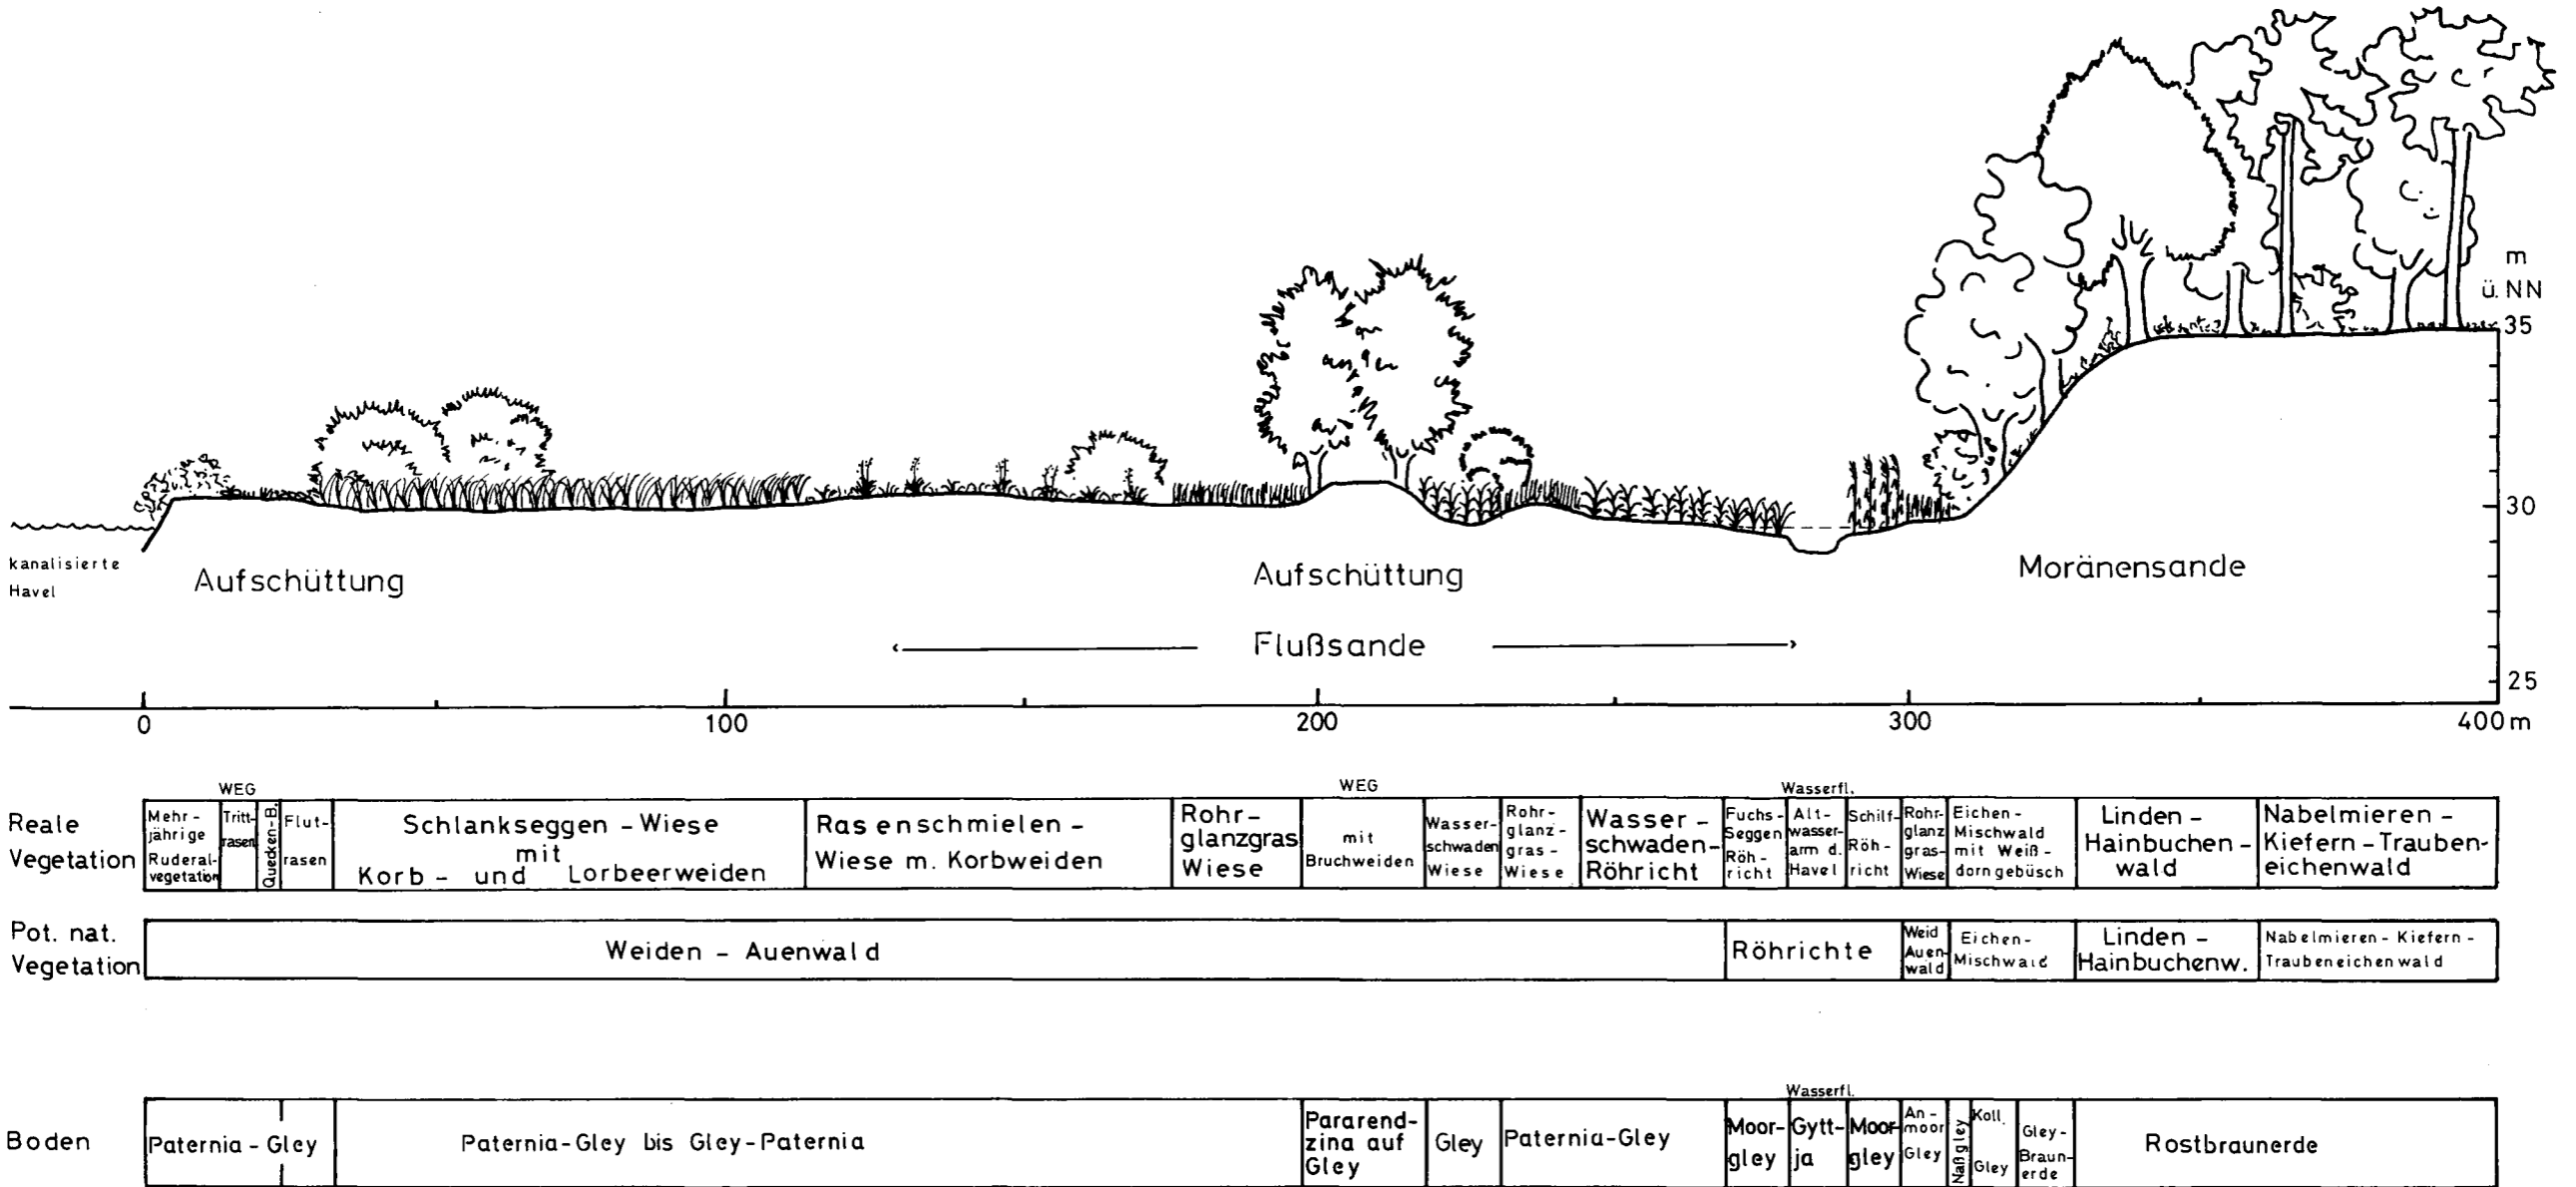 m
ü. NN
35
30
25
kanalisierte
Havel
Aufschüttung
Aufschüttung
Moränensande
Flußsande
0
100
200
300
400 m
WEG
WEG
Wasserfl.
Reale
Vegetation
Mehr-
jährige
Ruderal-
vegetation
Tritt-
rasen
Quecken-B.
Flut-
rasen
Schlankseggen - Wiese
mit
Korb- und Lorbeerweiden
Rasenschmielen -
Wiese m. Korbweiden
Rohr-
glanzgras
Wiese
mit
Bruchweiden
Wasser-
schwaden
Wiese
Rohr-
glanz-
gras-
Wiese
Wasser -
schwaden-
Röhricht
Fuchs-
Seggen
Röh-
richt
Alt-
wasser-
arm d.
Havel
Schilf-
Röh-
richt
Rohr-
glanz
gras-
Wiese
Eichen-
Mischwald
mit Weiß-
dorngebüsch
Linden -
Hainbuchen -
wald
Nabelmieren -
Kiefern - Trauben-
eichenwald
Pot. nat.
Vegetation
Weiden - Auenwald
Röhrichte
Weid
Auen-
wald
Eichen-
Mischwald
Linden -
Hainbuchenw.
Nabelmieren - Kiefern -
Traubeneichenwald
Wasserfl.
Boden
Paternia - Gley
Paternia-Gley bis Gley-Paternia
Pararend-
zina auf
Gley
Gley
Paternia-Gley
Moor-
gley
Gytt-
ja
Moor-
gley
An-
moor
Gley
Naßgley
Koll.
Gley
Gley-
Braun-
erde
Rostbraunerde